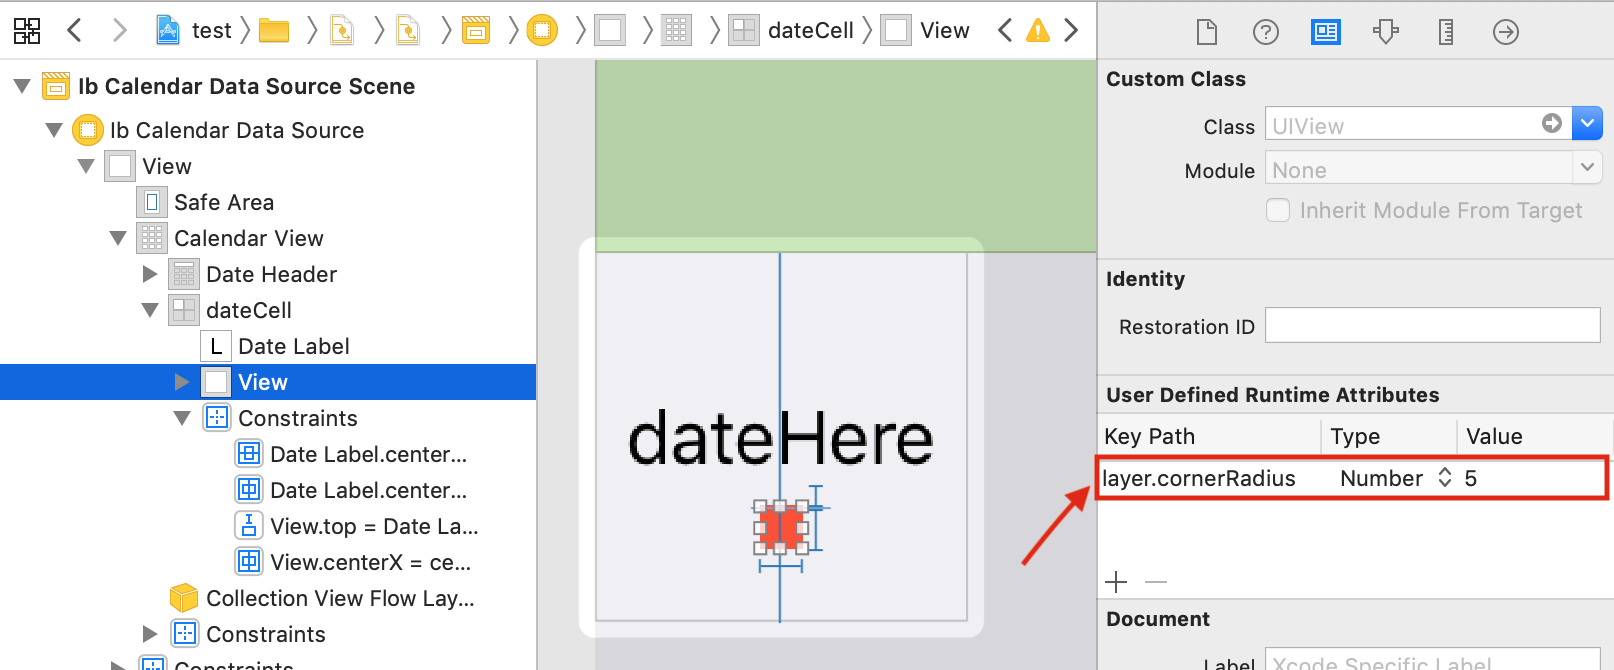 test
dateCell
View
Ib Calendar Data Source Scene
Ib Calendar Data Source
View
Safe Area
Calendar View
Date Header
dateCell
L Date Label
View
Constraints
Date Label.center...
Date Label.center...
View.top = Date La...
View.centerX = ce...
Collection View Flow Lay...
Constraints
Constraints
dateHere
Custom Class
Class UIView
Module None
Inherit Module From Target
Identity
Restoration ID
User Defined Runtime Attributes
Key Path Type Value
layer.cornerRadius Number 5
Document
Label Xcode Specific Label